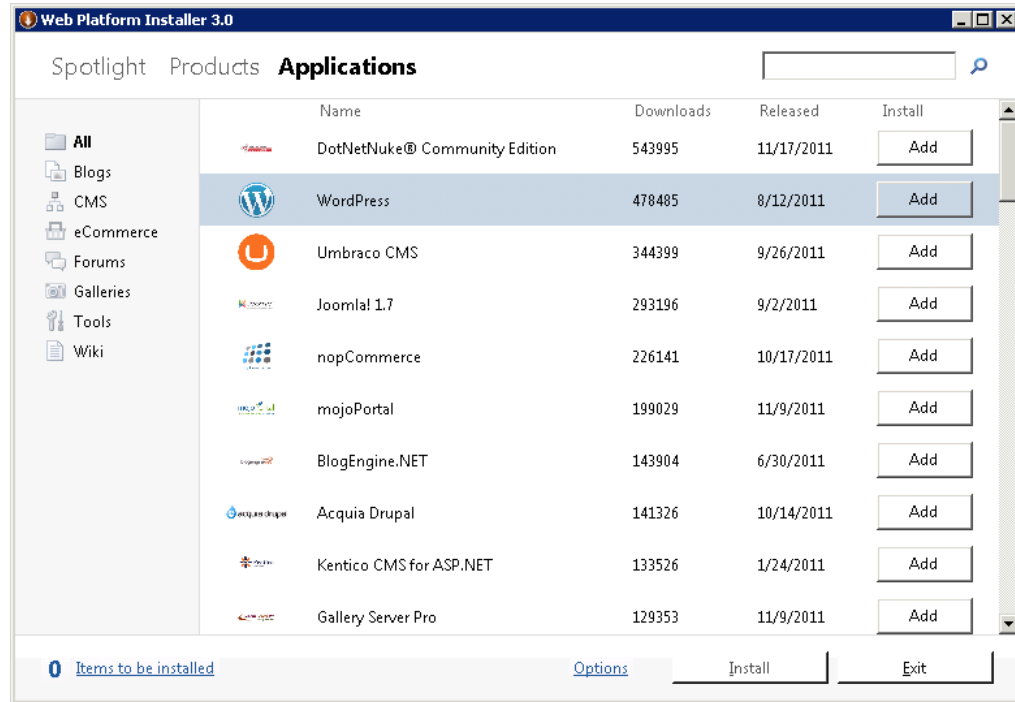 Web Platform Installer 3.0
Spotlight Products Applications
Name Downloads Released Install
All
Blogs
CMS
eCommerce
Forums
Galleries
Tools
Wiki
DotNetNuke® Community Edition 543995 11/17/2011 Add
WordPress 478485 8/12/2011 Add
Umbraco CMS 344399 9/26/2011 Add
Joomla! 1.7 293196 9/2/2011 Add
nopCommerce 226141 10/17/2011 Add
mojoPortal 199029 11/9/2011 Add
BlogEngine.NET 143904 6/30/2011 Add
acquia drupal Acquia Drupal 141326 10/14/2011 Add
Kentico CMS for ASP.NET 133526 1/24/2011 Add
Gallery Server Pro 129353 11/9/2011 Add
0 Items to be installed Options Install Exit